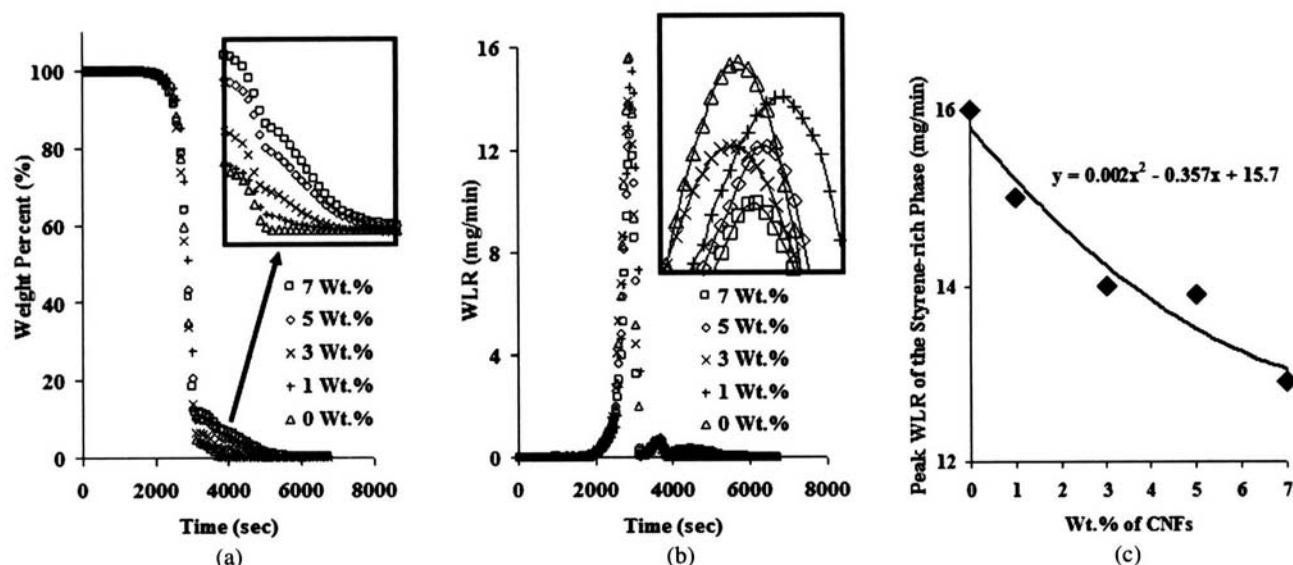 100
80
60
40
20
0
Weight Percent (%)
□ 7 Wt.%
◇ 5 Wt.%
× 3 Wt.%
+ 1 Wt.%
△ 0 Wt.%
0 2000 4000 6000 8000
Time (sec)
(a)
16
12
8
4
0
WLR (mg/min)
□ 7 Wt.%
◇ 5 Wt.%
× 3 Wt.%
+ 1 Wt.%
△ 0 Wt.%
0 2000 4000 6000 8000
Time (sec)
(b)
16
14
12
Peak WLR of the Styrene-rich Phase (mg/min)
y = 0.002x² - 0.357x + 15.7
0 1 2 3 4 5 6 7
Wt.% of CNFs
(c)